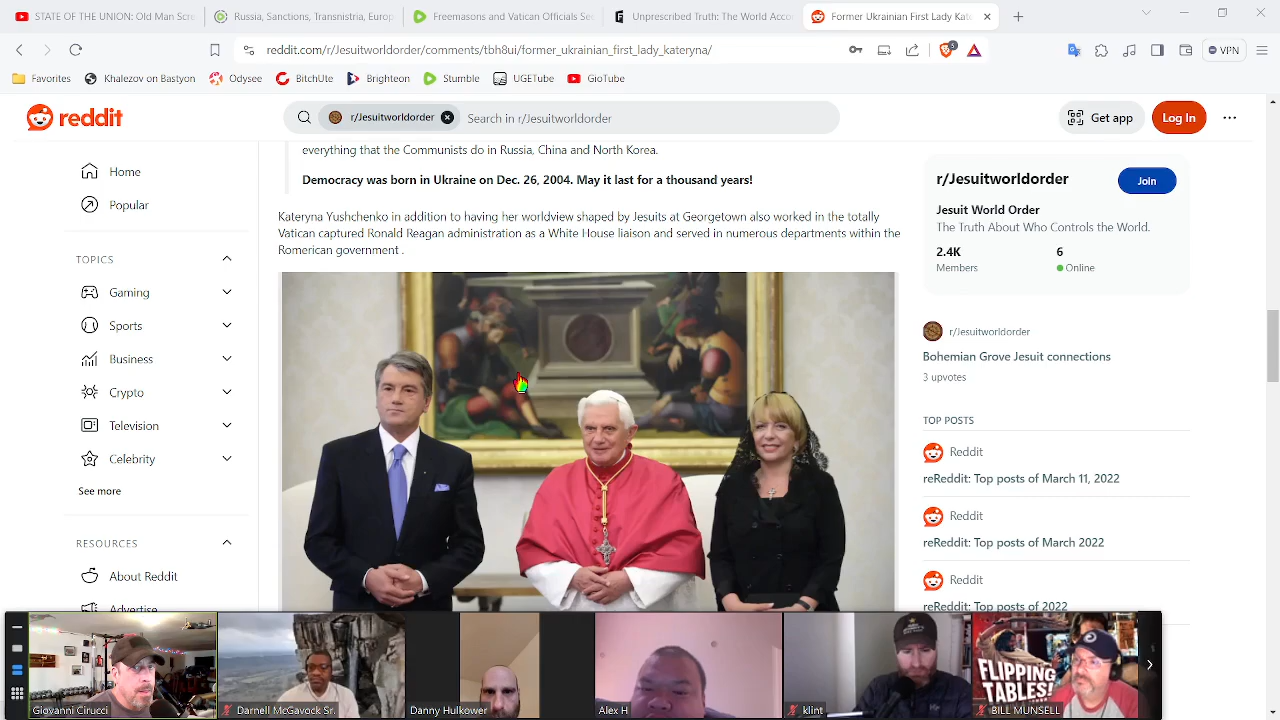 STATE OF THE UNION: Old Man Scre
Russia, Sanctions, Transnistria, Europ
Freemasons and Vatican Officials Sec
Unprescribed Truth: The World Acco
Former Ukrainian First Lady Kate
reddit.com/r/Jesuitworldorder/comments/tbh8ui/former_ukrainian_first_lady_kateryna/
5
VPN
Favorites
Khalezov on Bastyon
Odysee
BitchUte
Brighteon
Stumble
UGETube
GioTube
reddit
r/Jesuitworldorder
Search in r/Jesuitworldorder
Get app
Log In
Home
Popular
TOPICS
Gaming
Sports
Business
Crypto
Television
Celebrity
See more
RESOURCES
About Reddit
Advertise
everything that the Communists do in Russia, China and North Korea.
Democracy was born in Ukraine on Dec. 26, 2004. May it last for a thousand years!
Kateryna Yushchenko in addition to having her worldview shaped by Jesuits at Georgetown also worked in the totally
Vatican captured Ronald Reagan administration as a White House liaison and served in numerous departments within the
Romerican government .
r/Jesuitworldorder
Join
Jesuit World Order
The Truth About Who Controls the World.
2.4K
6
Members
Online
r/Jesuitworldorder
Bohemian Grove Jesuit connections
3 upvotes
TOP POSTS
Reddit
reReddit: Top posts of March 11, 2022
Reddit
reReddit: Top posts of March 2022
Reddit
reReddit: Top posts of 2022
Giovanni Cirucci
Darnell McGavock Sr.
Danny Hulkower
Alex H
klint
FLIPPING
TABLES!
BILL MUNSELL